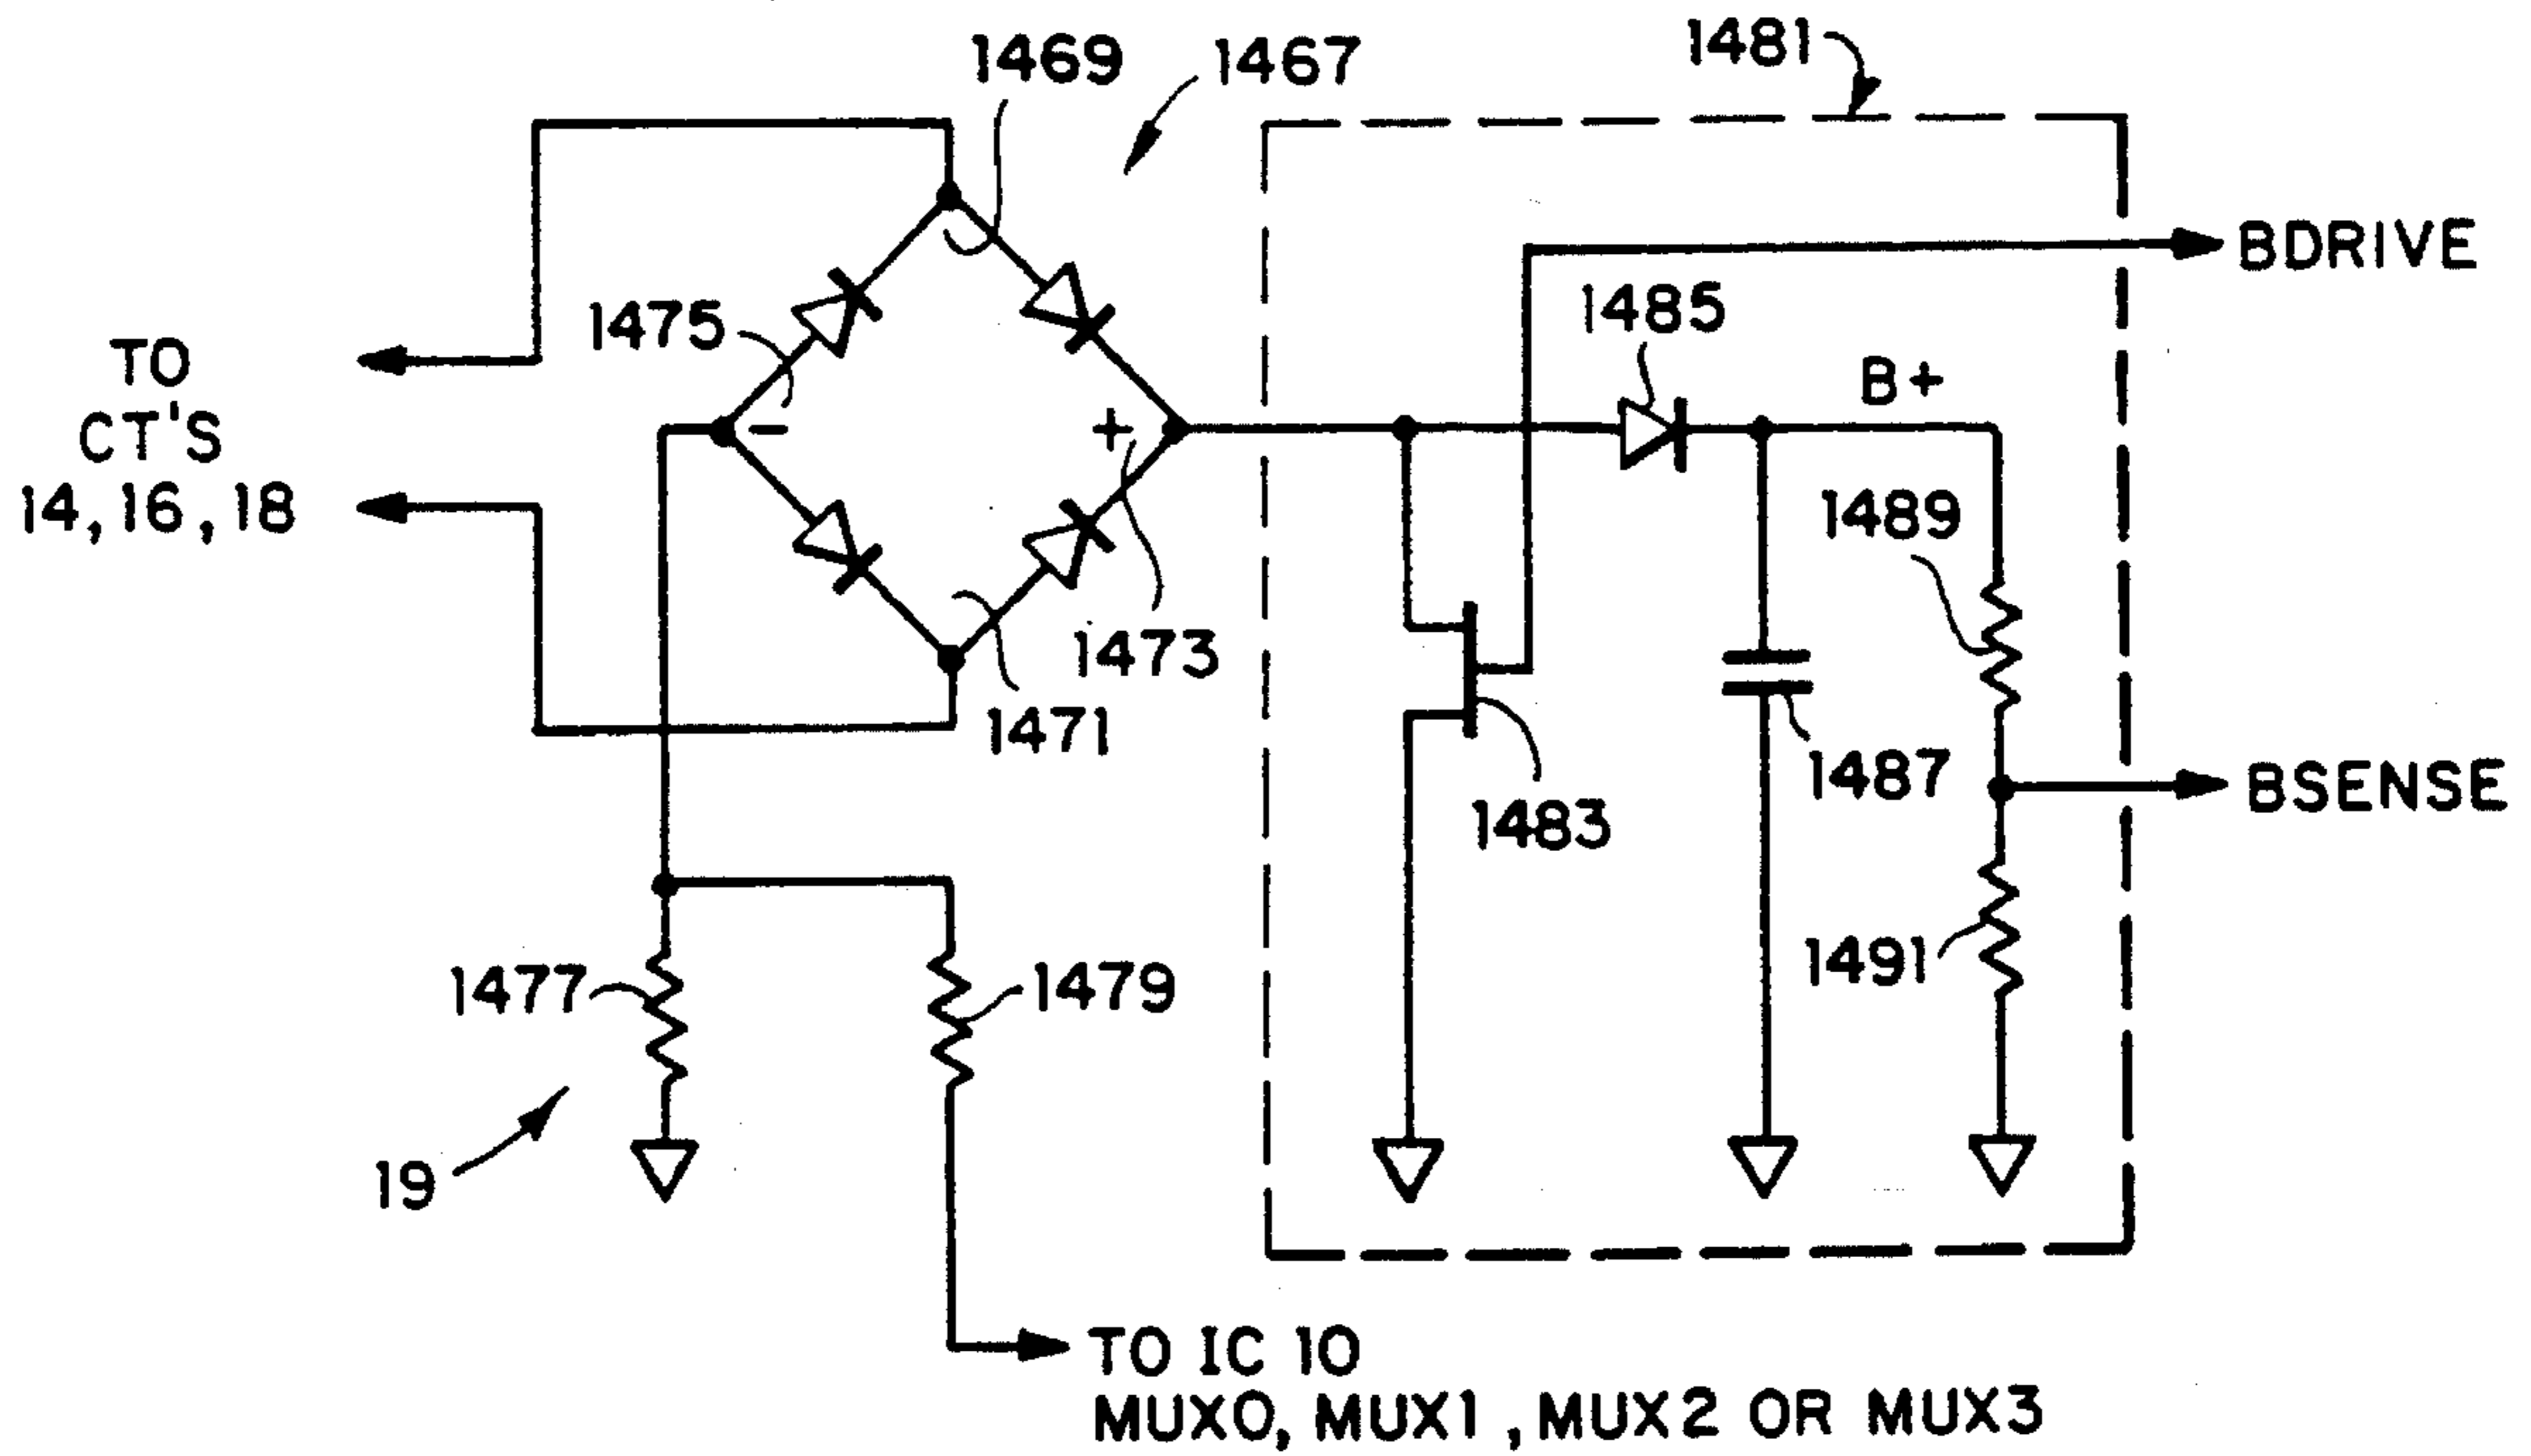 1469
1467
1481
BDRIVE
1475
1485
TO
CT'S
14, 16, 18
B+
−
+
1489
1473
1471
1487
1483
BSENSE
1477
1479
1491
19
TO IC 10
MUX0, MUX1, MUX2 OR MUX3